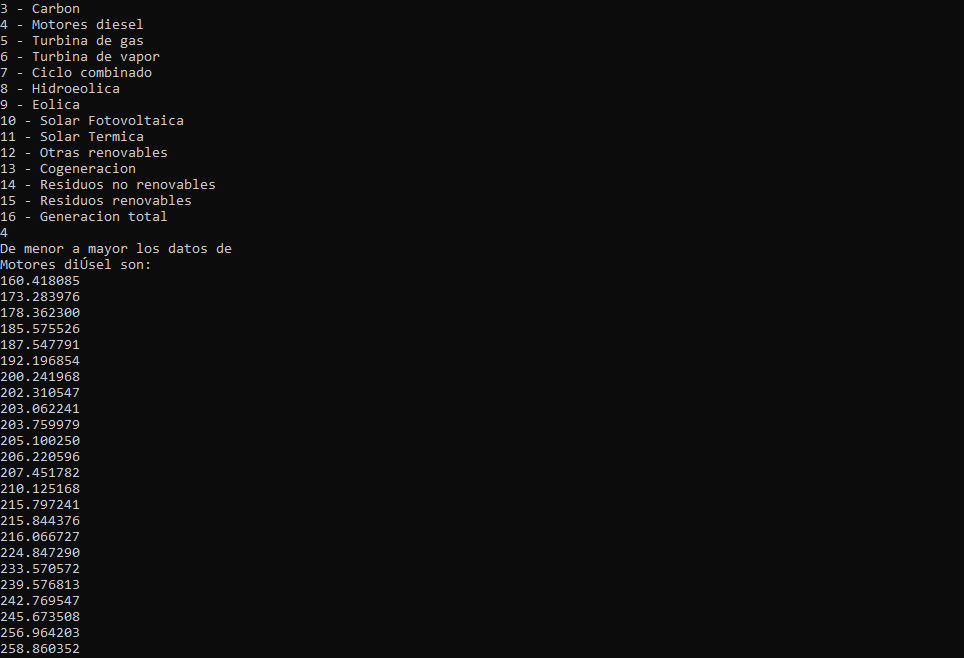 3 - Carbon
4 - Motores diesel
5 - Turbina de gas
6 - Turbina de vapor
7 - Ciclo combinado
8 - Hidroeolica
9 - Eolica
10 - Solar Fotovoltaica
11 - Solar Termica
12 - Otras renovables
13 - Cogeneracion
14 - Residuos no renovables
15 - Residuos renovables
16 - Generacion total
4
De menor a mayor los datos de
Motores diÚsel son:
160.418085
173.283976
178.362300
185.575526
187.547791
192.196854
200.241968
202.310547
203.062241
203.759979
205.100250
206.220596
207.451782
210.125168
215.797241
215.844376
216.066727
224.847290
233.570572
239.576813
242.769547
245.673508
256.964203
258.860352